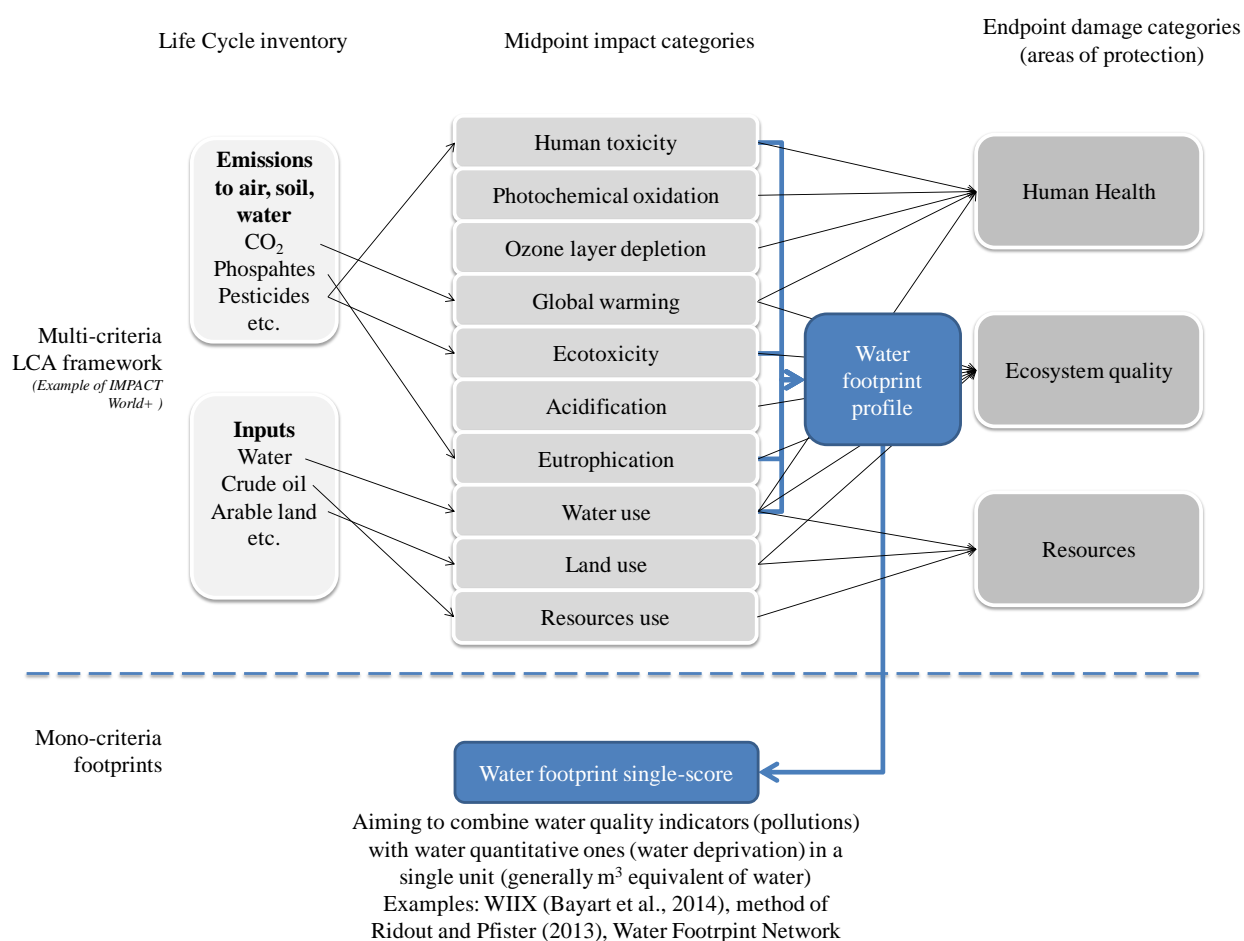 Life Cycle inventory
Midpoint impact categories
Endpoint damage categories
(areas of protection)
Multi-criteria
LCA framework
(Example of IMPACT
World+ )
Emissions
to air, soil,
water
CO₂
Phospahtes
Pesticides
etc.
Inputs
Water
Crude oil
Arable land
etc.
Human toxicity
Photochemical oxidation
Ozone layer depletion
Global warming
Ecotoxicity
Acidification
Eutrophication
Water use
Land use
Resources use
Water
footprint
profile
Human Health
Ecosystem quality
Resources
Mono-criteria
footprints
Water footprint single-score
Aiming to combine water quality indicators (pollutions)
with water quantitative ones (water deprivation) in a
single unit (generally m³ equivalent of water)
Examples: WIIX (Bayart et al., 2014), method of
Ridout and Pfister (2013), Water Footrpint Network